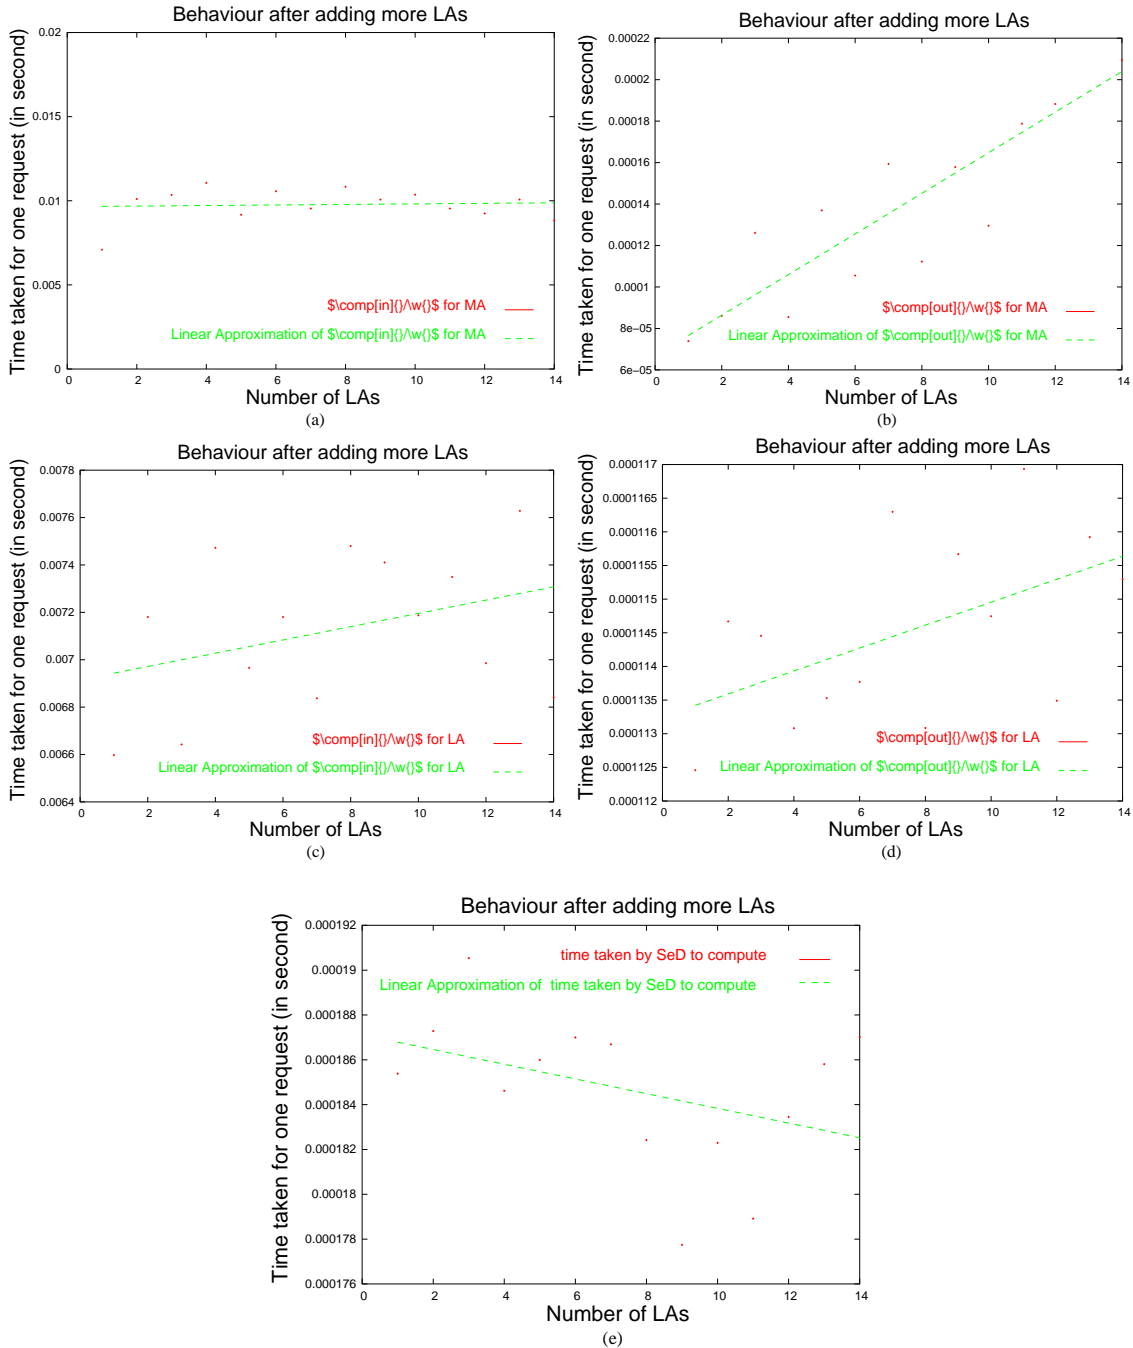 Behaviour after adding more LAs
Time taken for one request (in second)
0.02
0.015
0.01
0.005
0
$\comp[in]{}/\w{}$ for MA
Linear Approximation of $\comp[in]{}/\w{}$ for MA
0 2 4 6 8 10 12 14
Number of LAs
(a)
Behaviour after adding more LAs
Time taken for one request (in second)
0.00022
0.0002
0.00018
0.00016
0.00014
0.00012
0.0001
8e−05
6e−05
$\comp[out]{}/\w{}$ for MA
Linear Approximation of $\comp[out]{}/\w{}$ for MA
0 2 4 6 8 10 12 14
Number of LAs
(b)
Behaviour after adding more LAs
Time taken for one request (in second)
0.0078
0.0076
0.0074
0.0072
0.007
0.0068
0.0066
0.0064
$\comp[in]{}/\w{}$ for LA
Linear Approximation of $\comp[in]{}/\w{}$ for LA
0 2 4 6 8 10 12 14
Number of LAs
(c)
Behaviour after adding more LAs
Time taken for one request (in second)
0.000117
0.0001165
0.000116
0.0001155
0.000115
0.0001145
0.000114
0.0001135
0.000113
0.0001125
0.000112
$\comp[out]{}/\w{}$ for LA
Linear Approximation of $\comp[out]{}/\w{}$ for LA
0 2 4 6 8 10 12 14
Number of LAs
(d)
Behaviour after adding more LAs
Time taken for one request (in second)
0.000192
0.00019
0.000188
0.000186
0.000184
0.000182
0.00018
0.000178
0.000176
time taken by SeD to compute
Linear Approximation of time taken by SeD to compute
0 2 4 6 8 10 12 14
Number of LAs
(e)